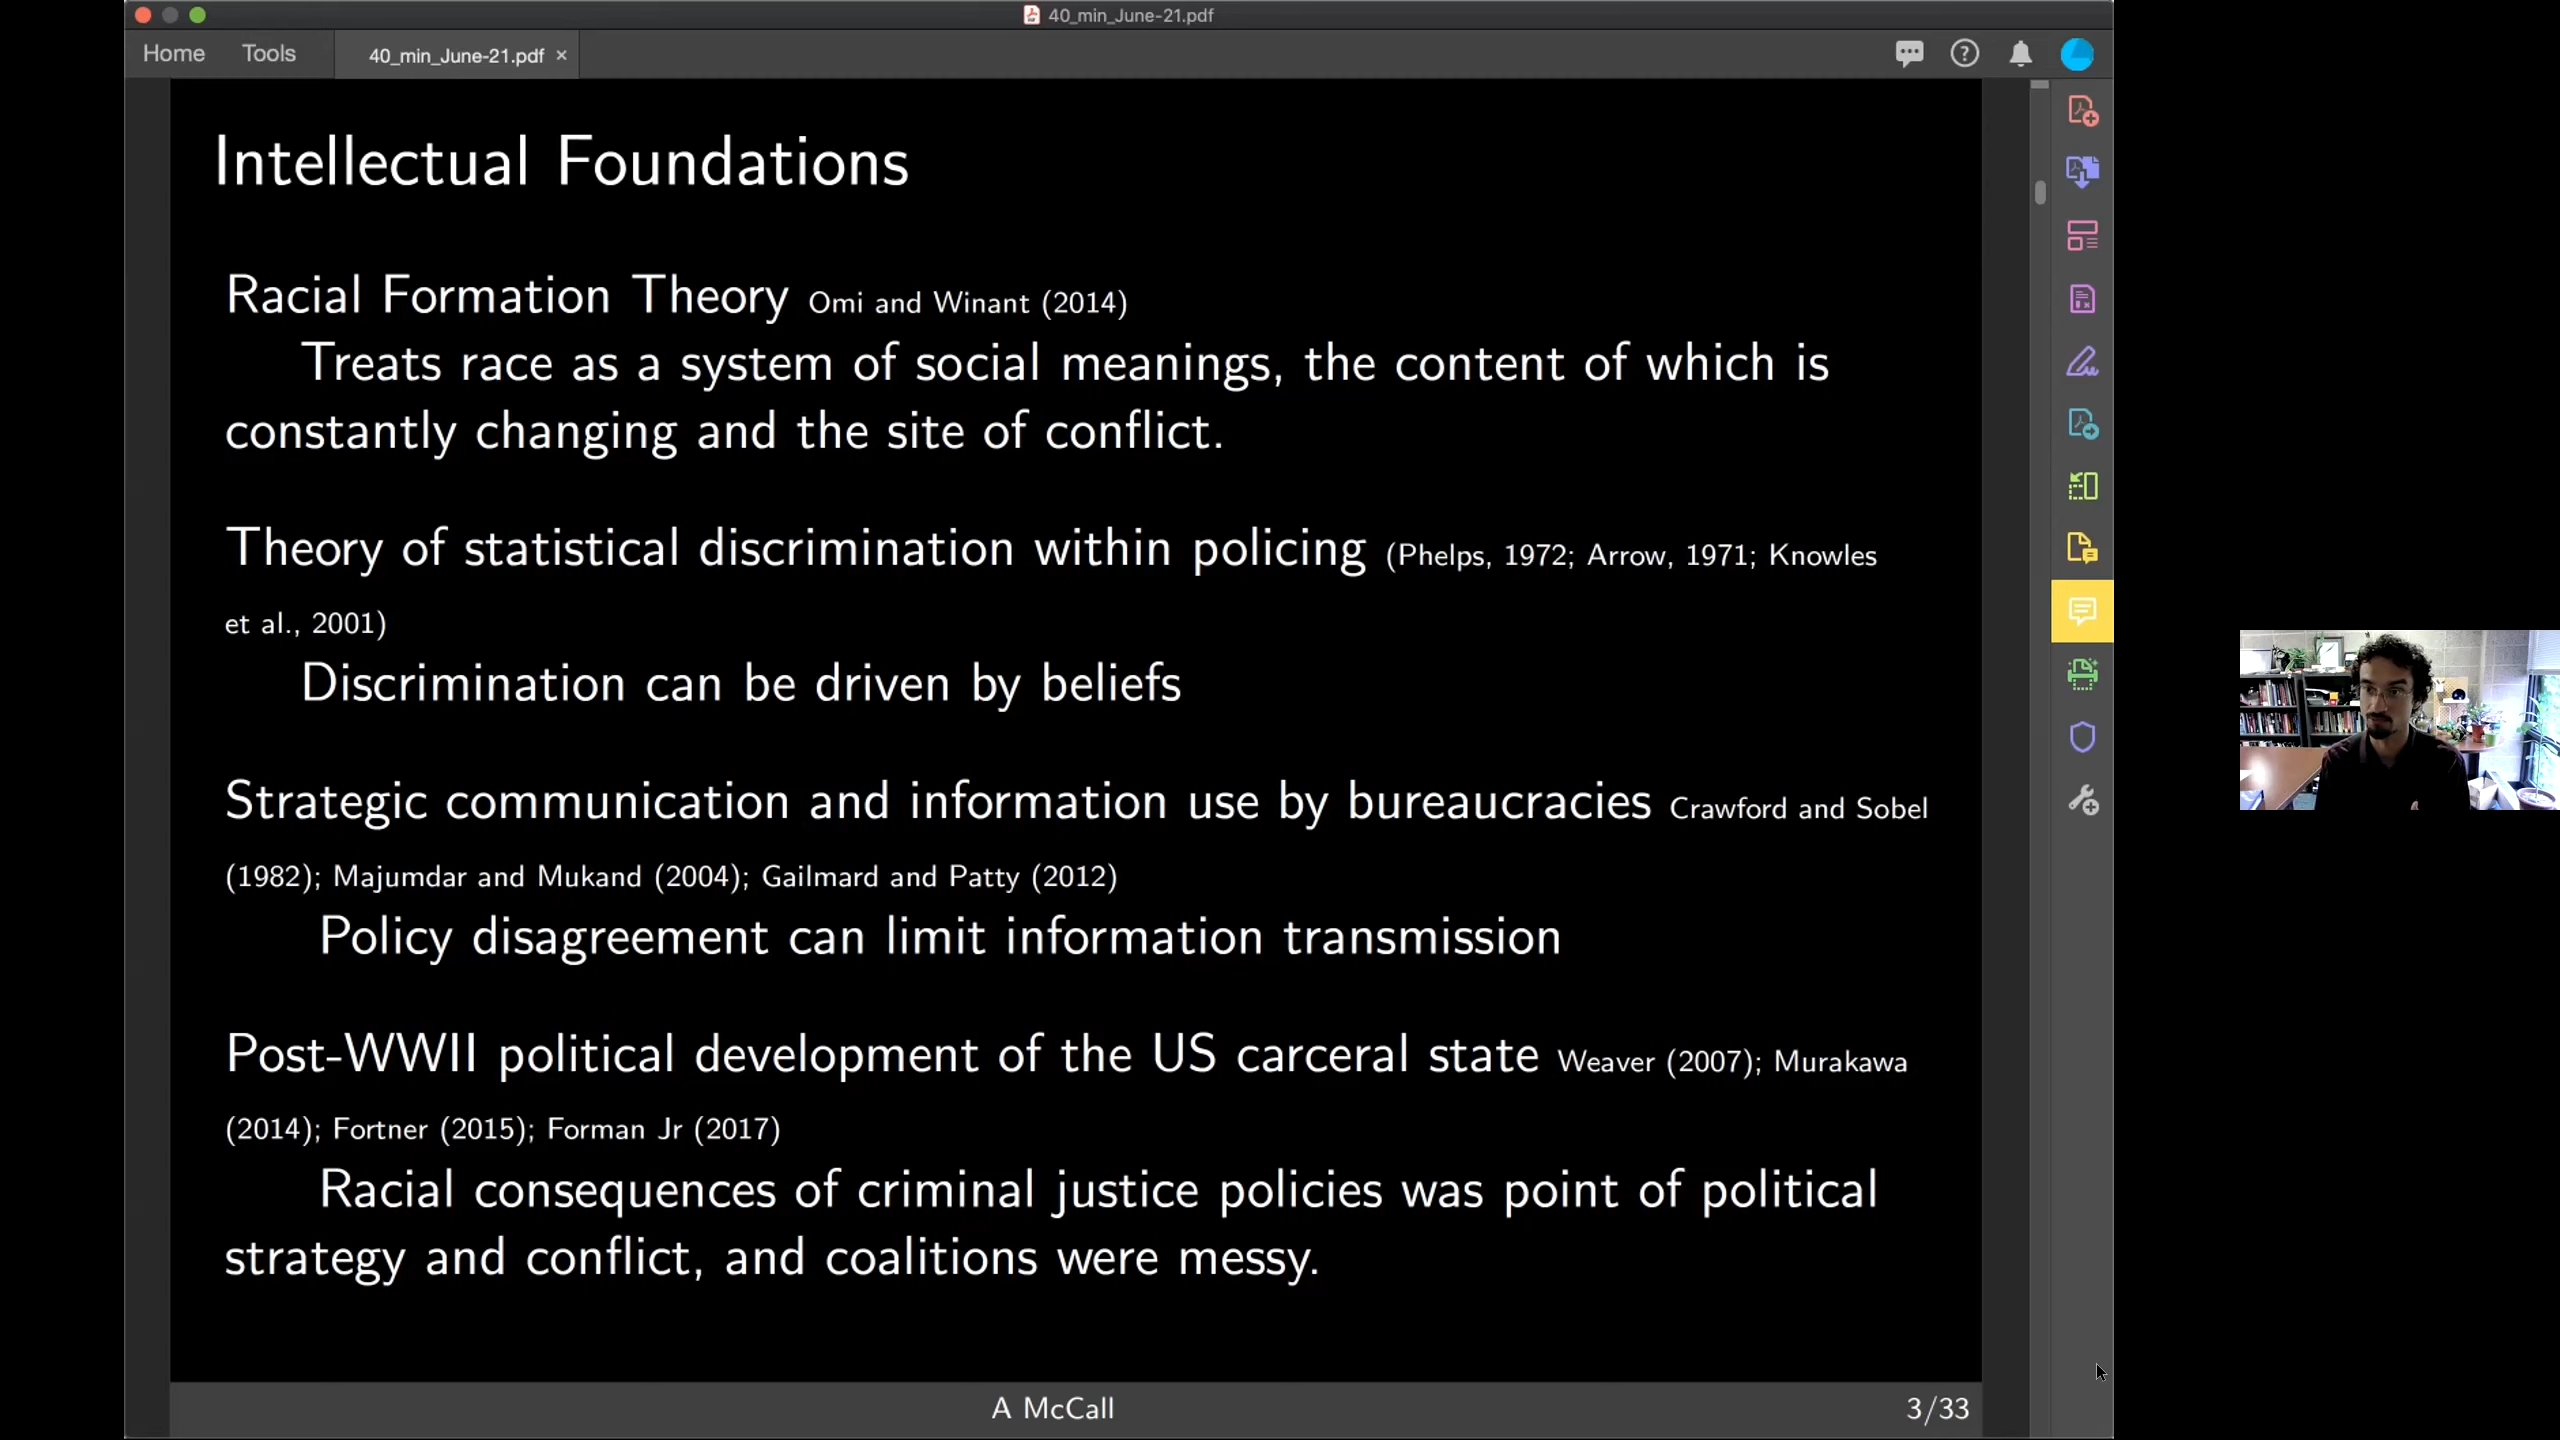 40_min_June-21.pdf
Home Tools 40_min_June-21.pdf ×
Intellectual Foundations
Racial Formation Theory Omi and Winant (2014)
Treats race as a system of social meanings, the content of which is
constantly changing and the site of conflict.
Theory of statistical discrimination within policing (Phelps, 1972; Arrow, 1971; Knowles
et al., 2001)
Discrimination can be driven by beliefs
Strategic communication and information use by bureaucracies Crawford and Sobel
(1982); Majumdar and Mukand (2004); Gailmard and Patty (2012)
Policy disagreement can limit information transmission
Post-WWII political development of the US carceral state Weaver (2007); Murakawa
(2014); Fortner (2015); Forman Jr (2017)
Racial consequences of criminal justice policies was point of political
strategy and conflict, and coalitions were messy.
A McCall 3/33